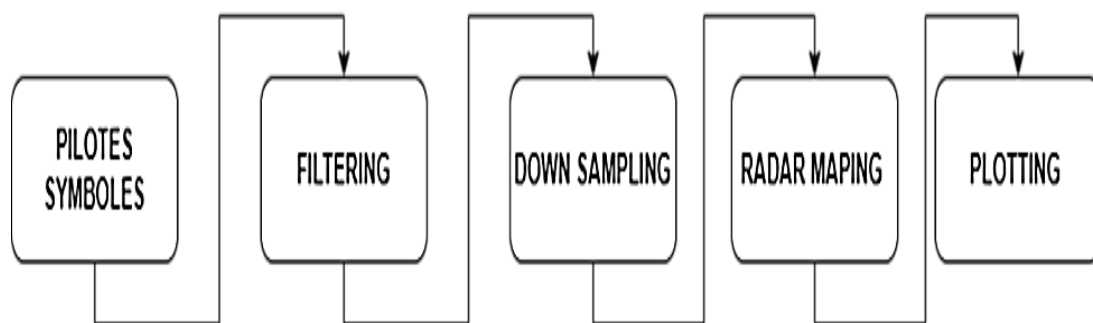 PILOTES
SYMBOLES
FILTERING
DOWN SAMPLING
RADAR MAPING
PLOTTING